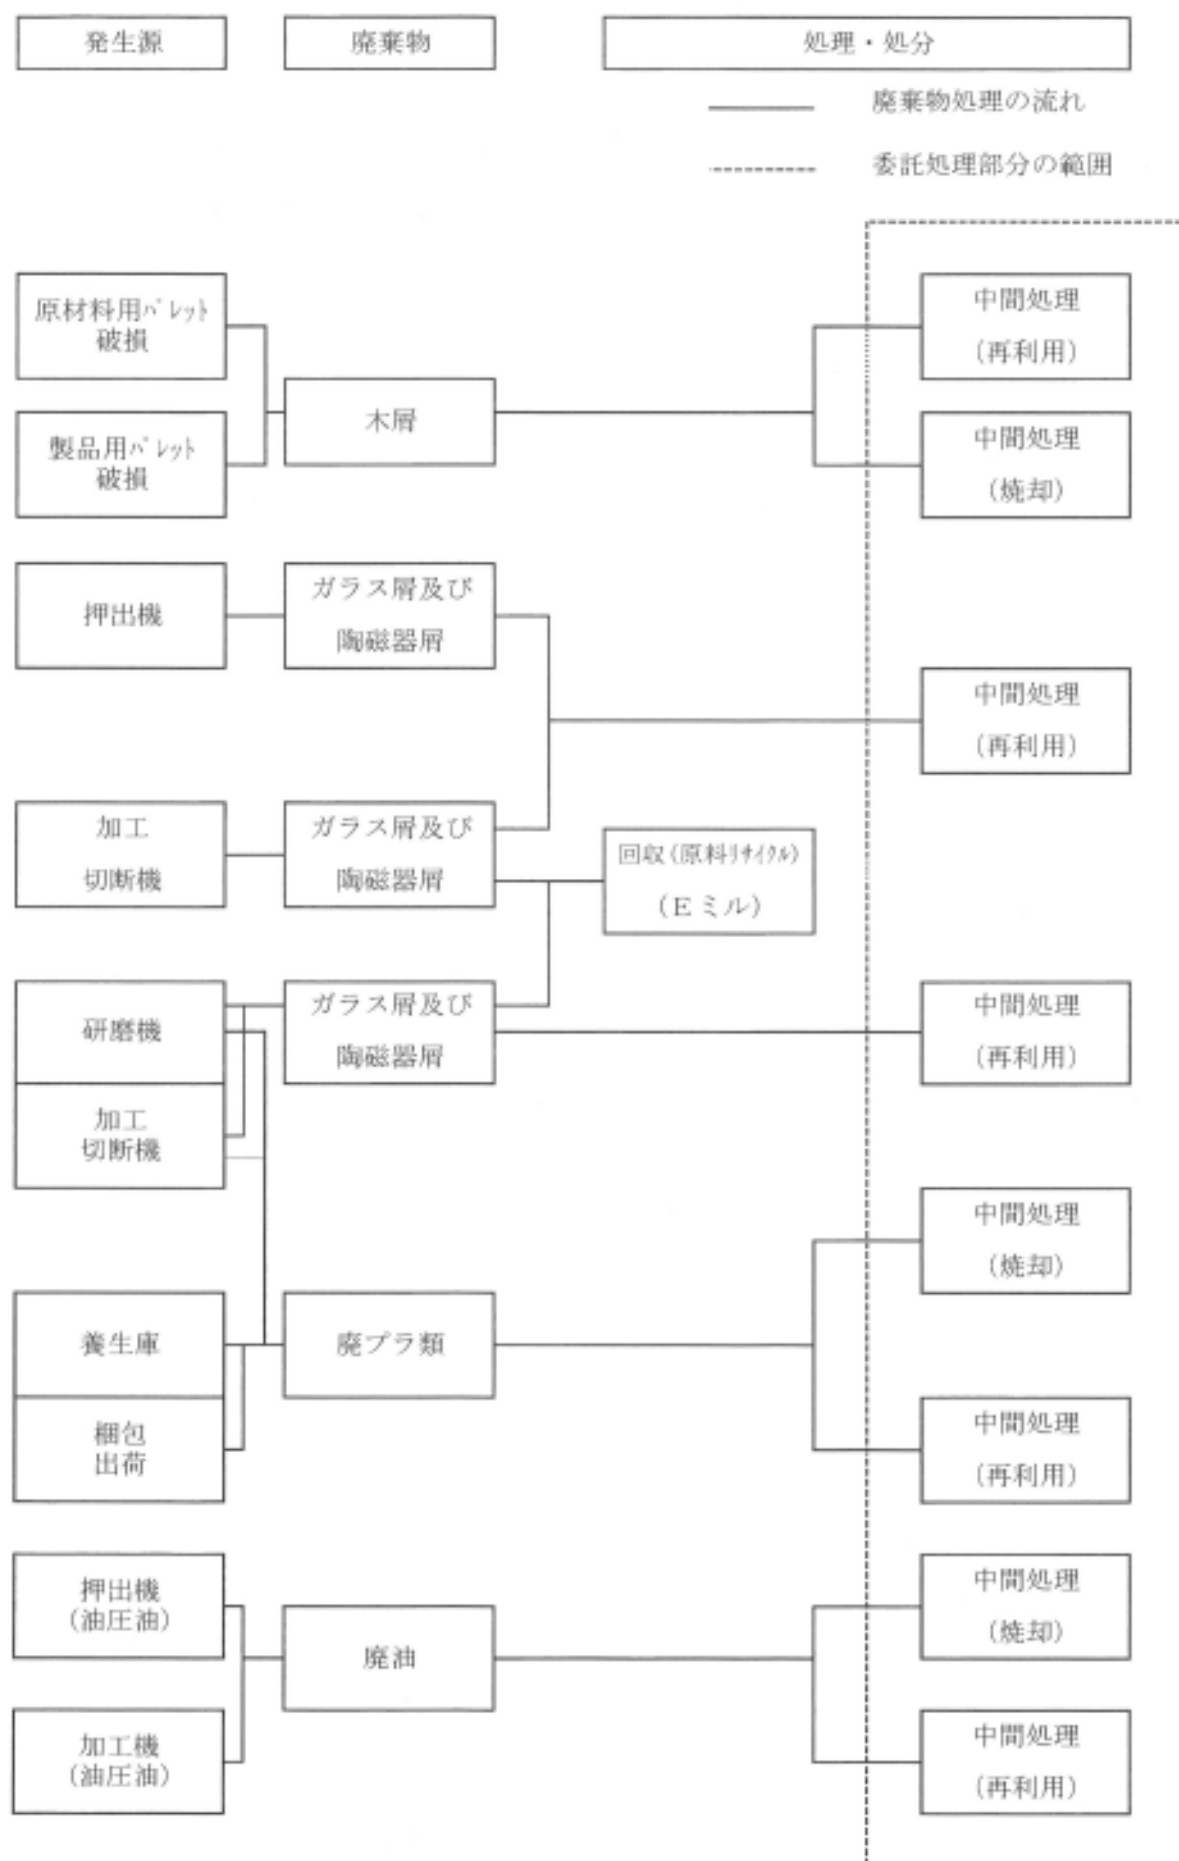 発生源
廃棄物
処理・処分
廃棄物処理の流れ
委託処理部分の範囲
原材料用ﾊﾟﾚｯﾄ
破損
製品用ﾊﾟﾚｯﾄ
破損
木屑
中間処理
(再利用)
中間処理
(焼却)
押出機
ガラス屑及び
陶磁器屑
中間処理
(再利用)
加工
切断機
ガラス屑及び
陶磁器屑
回収(原料ﾘｻｲｸﾙ)
(Eミル)
研磨機
加工
切断機
ガラス屑及び
陶磁器屑
中間処理
(再利用)
養生庫
梱包
出荷
廃プラ類
中間処理
(焼却)
中間処理
(再利用)
押出機
(油圧油)
加工機
(油圧油)
廃油
中間処理
(焼却)
中間処理
(再利用)